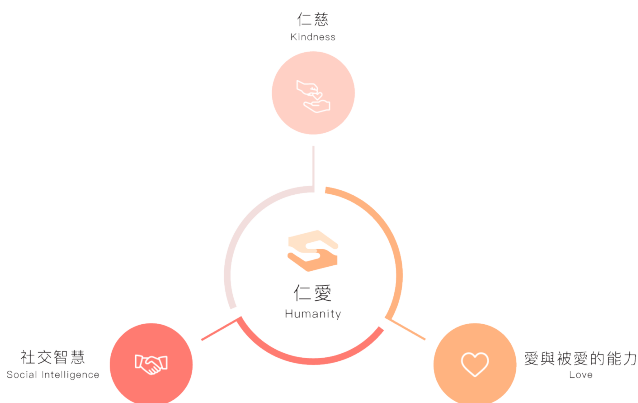 仁慈
Kindness
仁愛
Humanity
社交智慧
Social Intelligence
愛與被愛的能力
Love